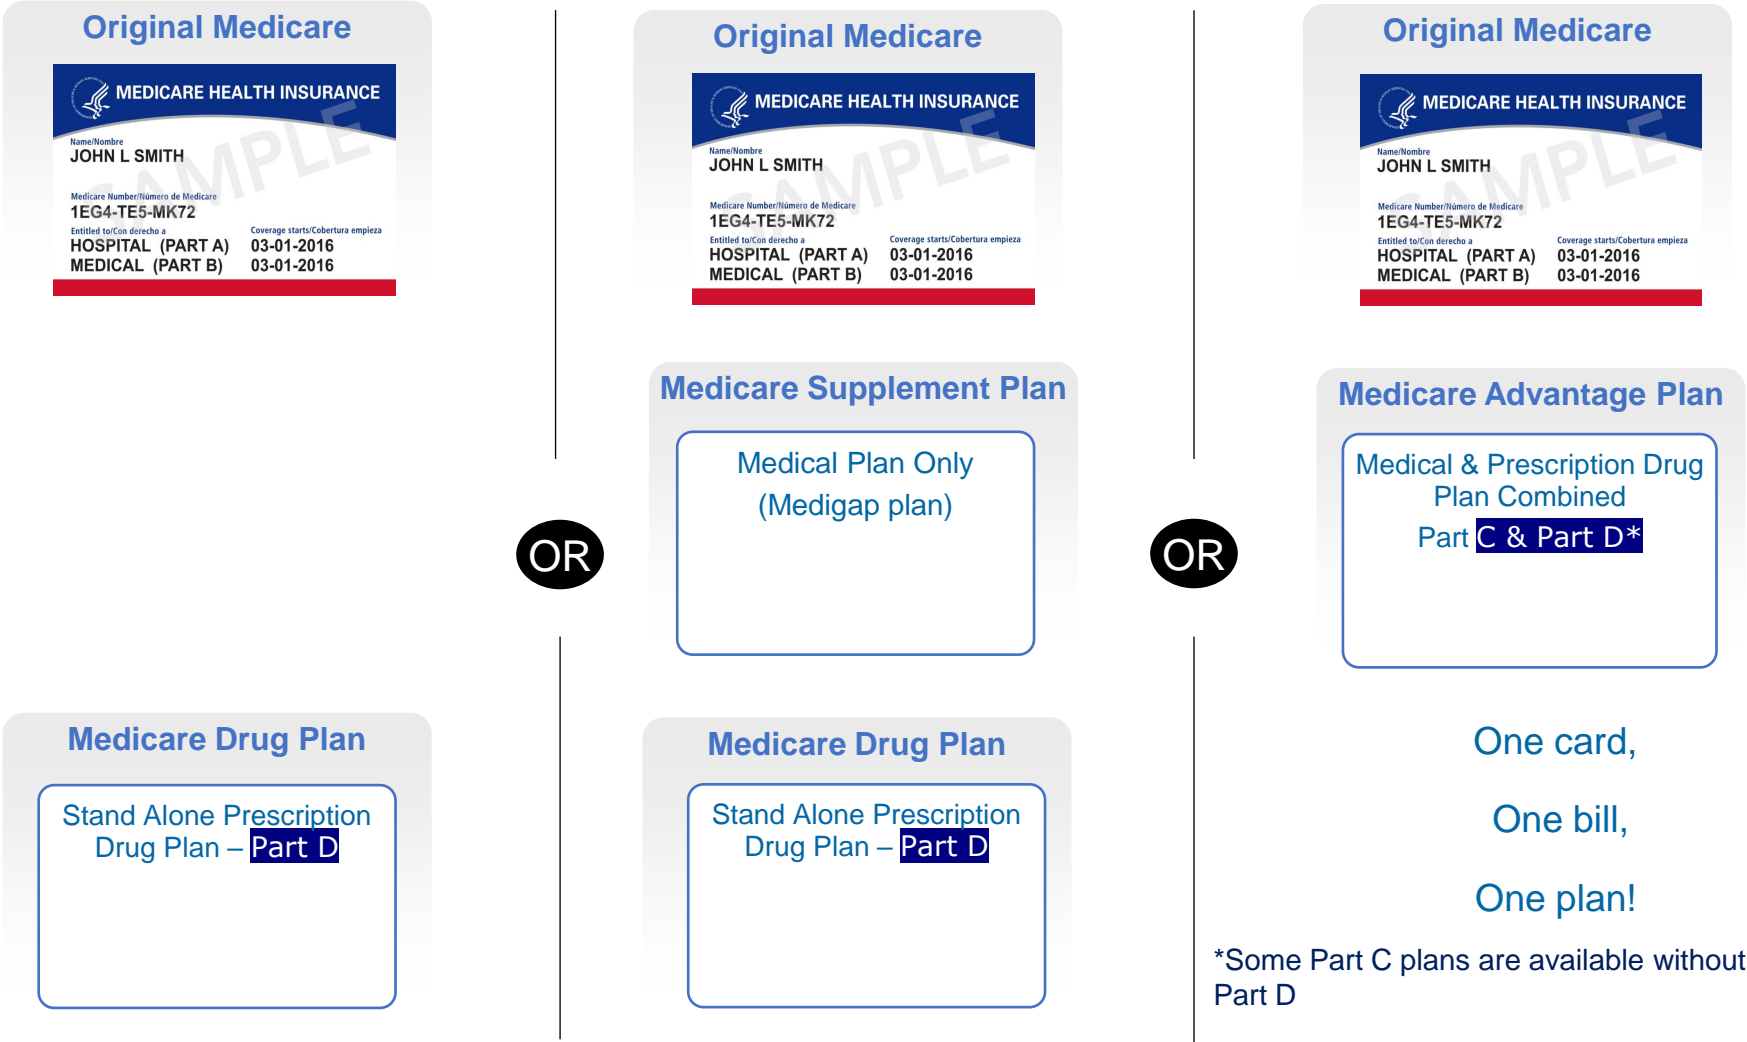 Original Medicare
MEDICARE HEALTH INSURANCE
Name/Nombre
JOHN L SMITH
Medicare Number/Número de Medicare
1EG4-TE5-MK72
Entitled to/Con derecho a Coverage starts/Cobertura empieza
HOSPITAL (PART A) 03-01-2016
MEDICAL (PART B) 03-01-2016
SAMPLE
Medicare Drug Plan
Stand Alone Prescription
Drug Plan – Part D
OR
Original Medicare
MEDICARE HEALTH INSURANCE
Name/Nombre
JOHN L SMITH
Medicare Number/Número de Medicare
1EG4-TE5-MK72
Entitled to/Con derecho a Coverage starts/Cobertura empieza
HOSPITAL (PART A) 03-01-2016
MEDICAL (PART B) 03-01-2016
SAMPLE
Medicare Supplement Plan
Medical Plan Only
(Medigap plan)
Medicare Drug Plan
Stand Alone Prescription
Drug Plan – Part D
OR
Original Medicare
MEDICARE HEALTH INSURANCE
Name/Nombre
JOHN L SMITH
Medicare Number/Número de Medicare
1EG4-TE5-MK72
Entitled to/Con derecho a Coverage starts/Cobertura empieza
HOSPITAL (PART A) 03-01-2016
MEDICAL (PART B) 03-01-2016
SAMPLE
Medicare Advantage Plan
Medical & Prescription Drug
Plan Combined
Part C & Part D*
One card,
One bill,
One plan!
*Some Part C plans are available without
Part D